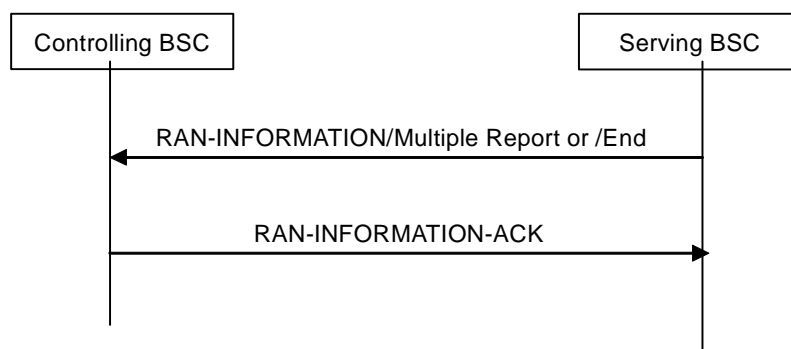 Controlling BSC
Serving BSC
RAN-INFORMATION/Multiple Report or /End
RAN-INFORMATION-ACK